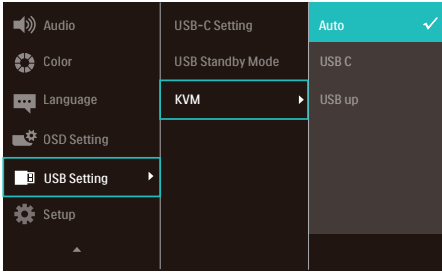 Audio
Color
Language
OSD Setting
USB Setting
Setup
USB-C Setting
USB Standby Mode
KVM
Auto
USB C
USB up